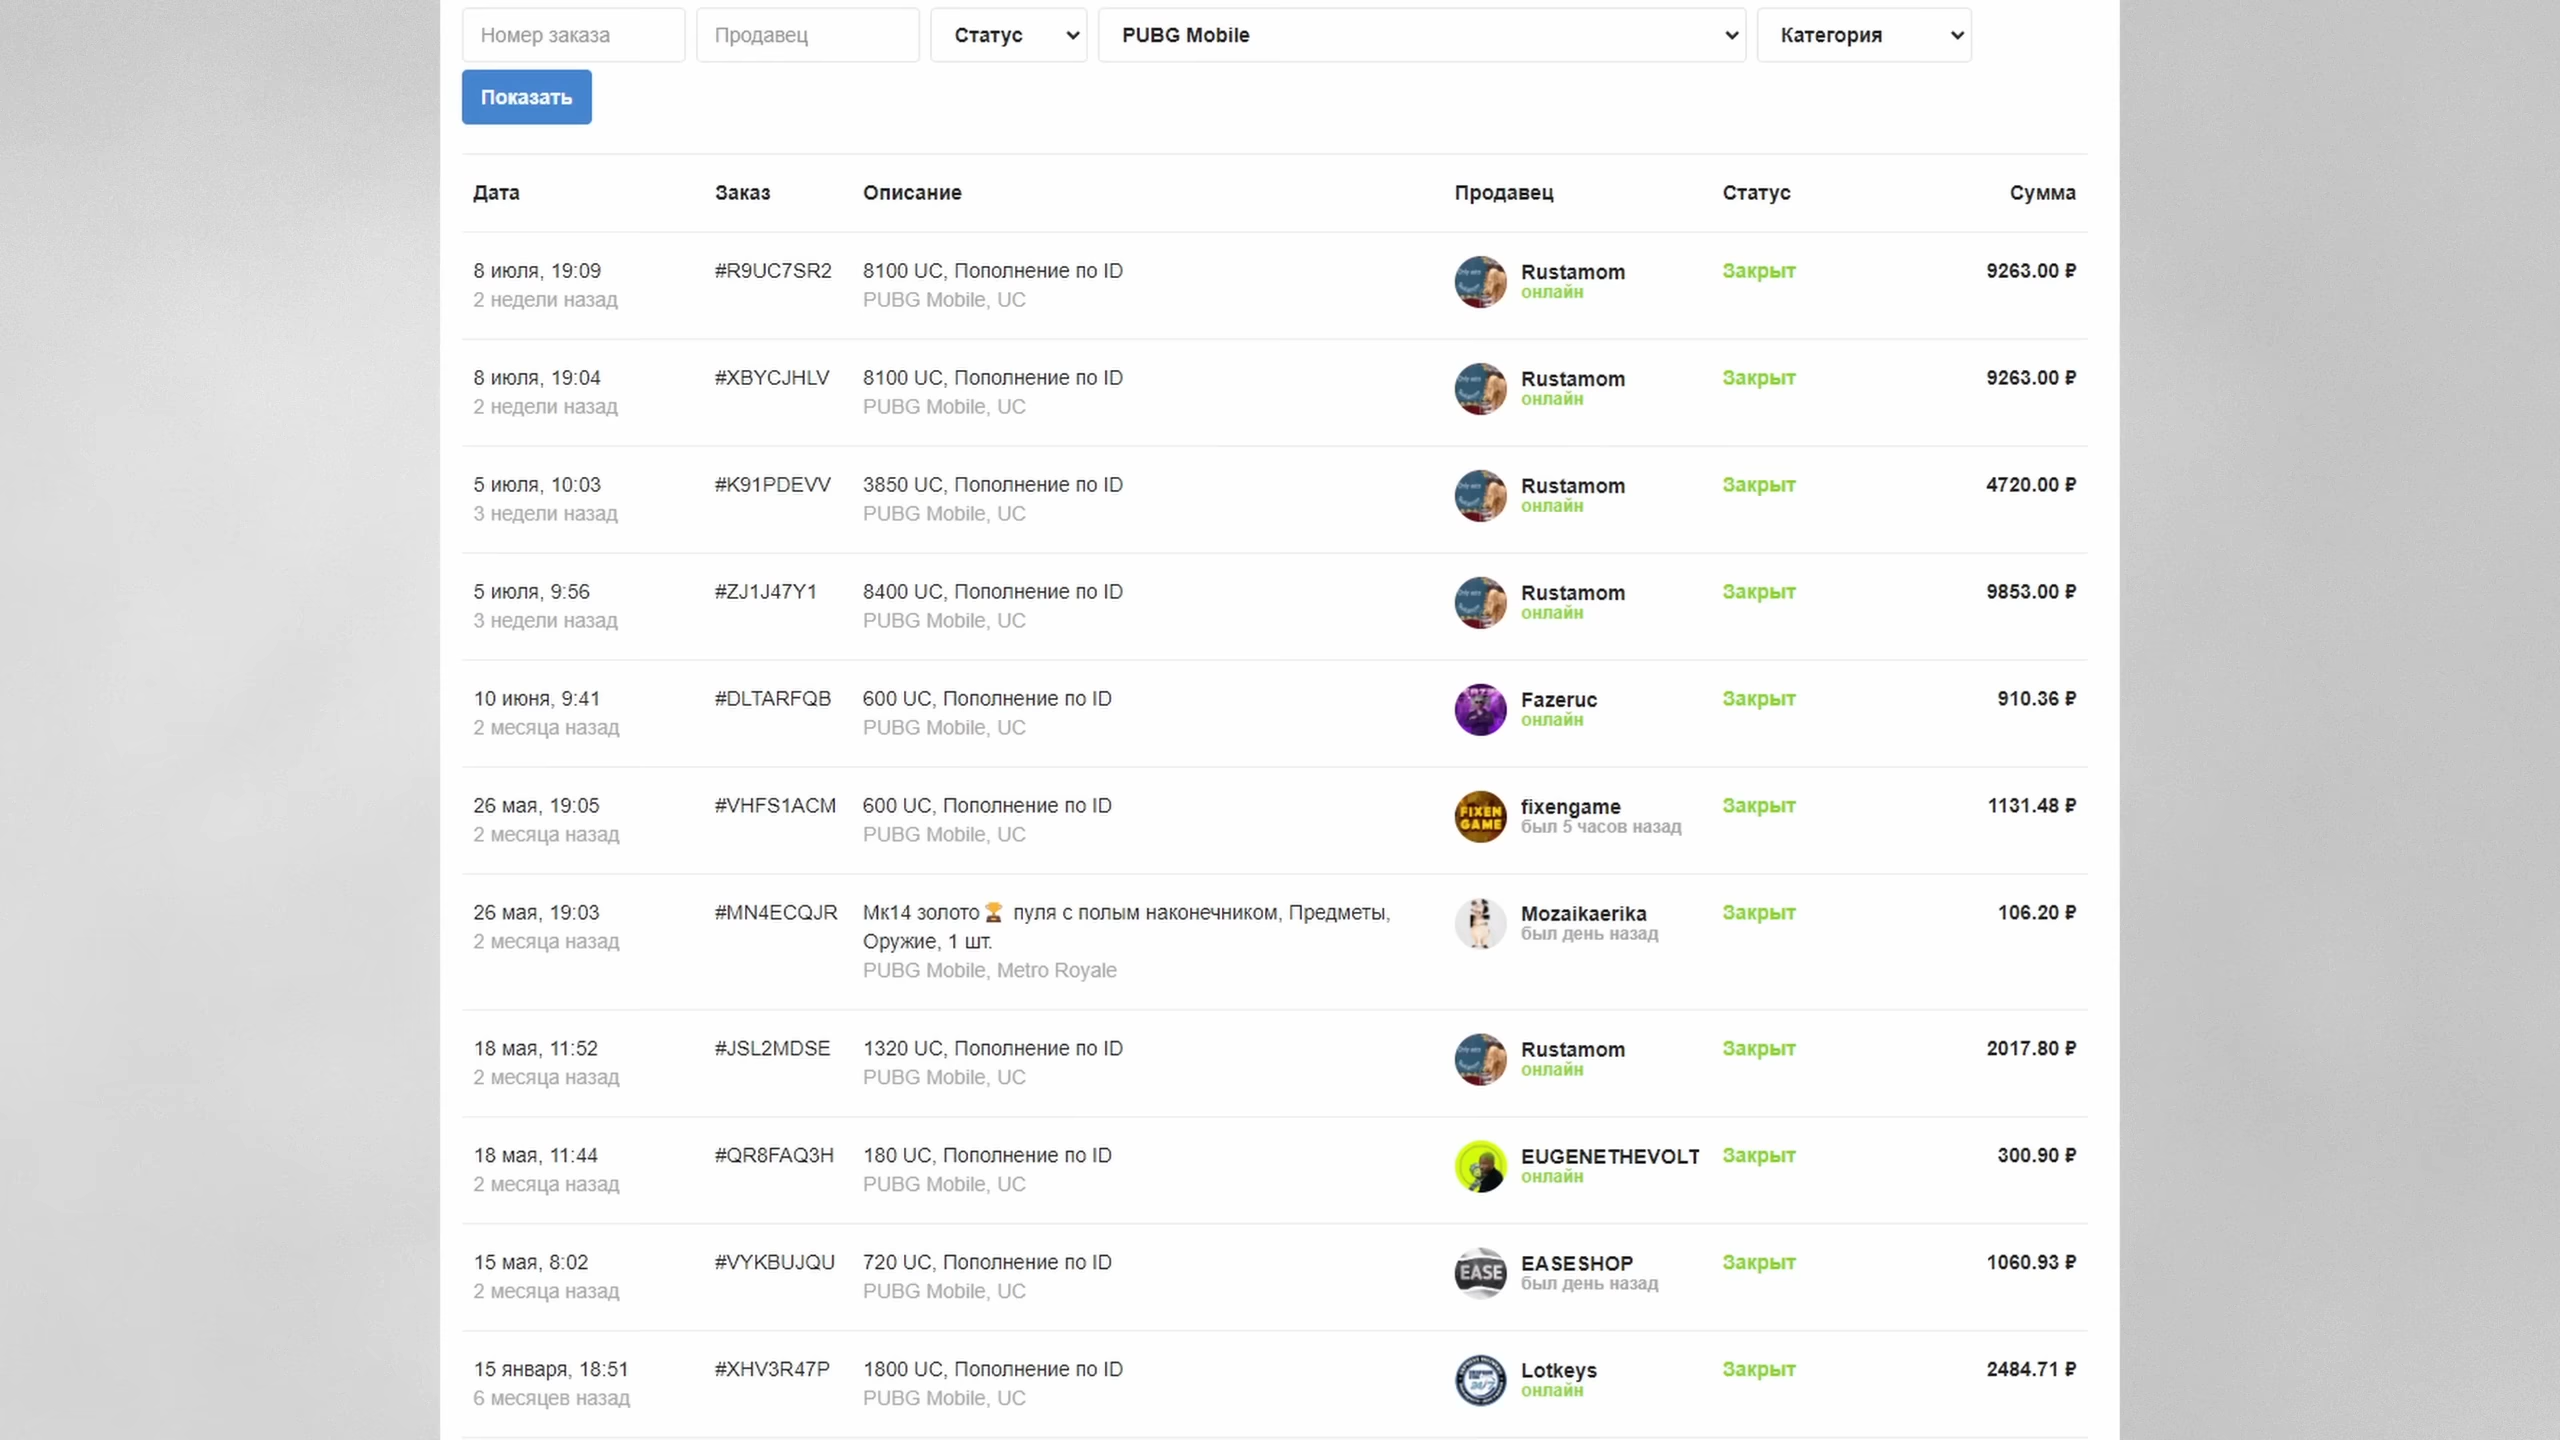 Номер заказа Продавец Статус PUBG Mobile Категория
Показать
Дата Заказ Описание Продавец Статус Сумма
8 июля, 19:09 #R9UC7SR2 8100 UC, Пополнение по ID Rustamom Закрыт 9263.00 ₽
2 недели назад PUBG Mobile, UC онлайн
8 июля, 19:04 #XBYCJHLV 8100 UC, Пополнение по ID Rustamom Закрыт 9263.00 ₽
2 недели назад PUBG Mobile, UC онлайн
5 июля, 10:03 #K91PDEVV 3850 UC, Пополнение по ID Rustamom Закрыт 4720.00 ₽
3 недели назад PUBG Mobile, UC онлайн
5 июля, 9:56 #ZJ1J47Y1 8400 UC, Пополнение по ID Rustamom Закрыт 9853.00 ₽
3 недели назад PUBG Mobile, UC онлайн
10 июня, 9:41 #DLTARFQB 600 UC, Пополнение по ID Fazeruc Закрыт 910.36 ₽
2 месяца назад PUBG Mobile, UC онлайн
26 мая, 19:05 #VHFS1ACM 600 UC, Пополнение по ID FIXEN GAME fixengame Закрыт 1131.48 ₽
2 месяца назад PUBG Mobile, UC был 5 часов назад
26 мая, 19:03 #MN4ECQJR Мк14 золото🏆 пуля с полым наконечником, Предметы, Mozaikaerika Закрыт 106.20 ₽
2 месяца назад Оружие, 1 шт. был день назад
PUBG Mobile, Metro Royale
18 мая, 11:52 #JSL2MDSE 1320 UC, Пополнение по ID Rustamom Закрыт 2017.80 ₽
2 месяца назад PUBG Mobile, UC онлайн
18 мая, 11:44 #QR8FAQ3H 180 UC, Пополнение по ID EUGENETHEVOLT Закрыт 300.90 ₽
2 месяца назад PUBG Mobile, UC онлайн
15 мая, 8:02 #VYKBUJQU 720 UC, Пополнение по ID EASE EASESHOP Закрыт 1060.93 ₽
2 месяца назад PUBG Mobile, UC был день назад
15 января, 18:51 #XHV3R47P 1800 UC, Пополнение по ID Lotkeys Закрыт 2484.71 ₽
6 месяцев назад PUBG Mobile, UC онлайн